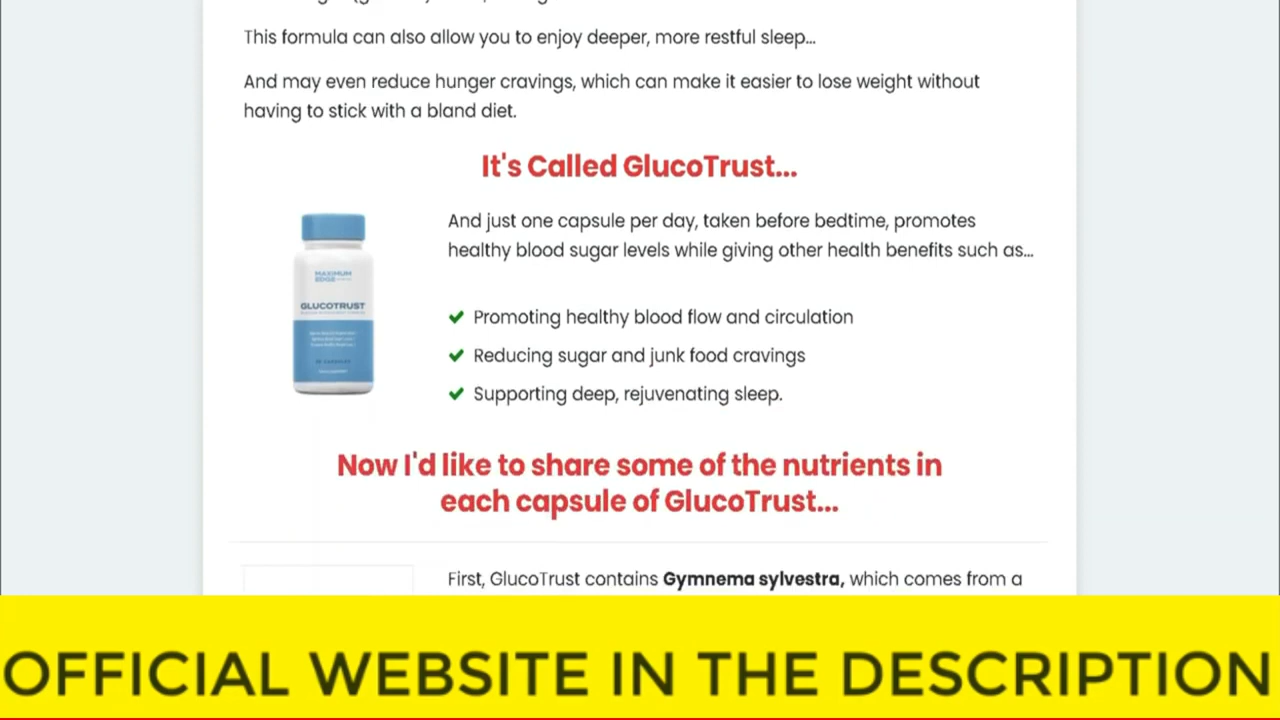 This formula can also allow you to enjoy deeper, more restful sleep...
And may even reduce hunger cravings, which can make it easier to lose weight without
having to stick with a bland diet.
It's Called GlucoTrust...
MAXIMUM
EDGE
GLUCOTRUST
And just one capsule per day, taken before bedtime, promotes
healthy blood sugar levels while giving other health benefits such as...
Promoting healthy blood flow and circulation
Reducing sugar and junk food cravings
Supporting deep, rejuvenating sleep.
Now I'd like to share some of the nutrients in
each capsule of GlucoTrust...
First, GlucoTrust contains Gymnema sylvestra, which comes from a
OFFICIAL WEBSITE IN THE DESCRIPTION